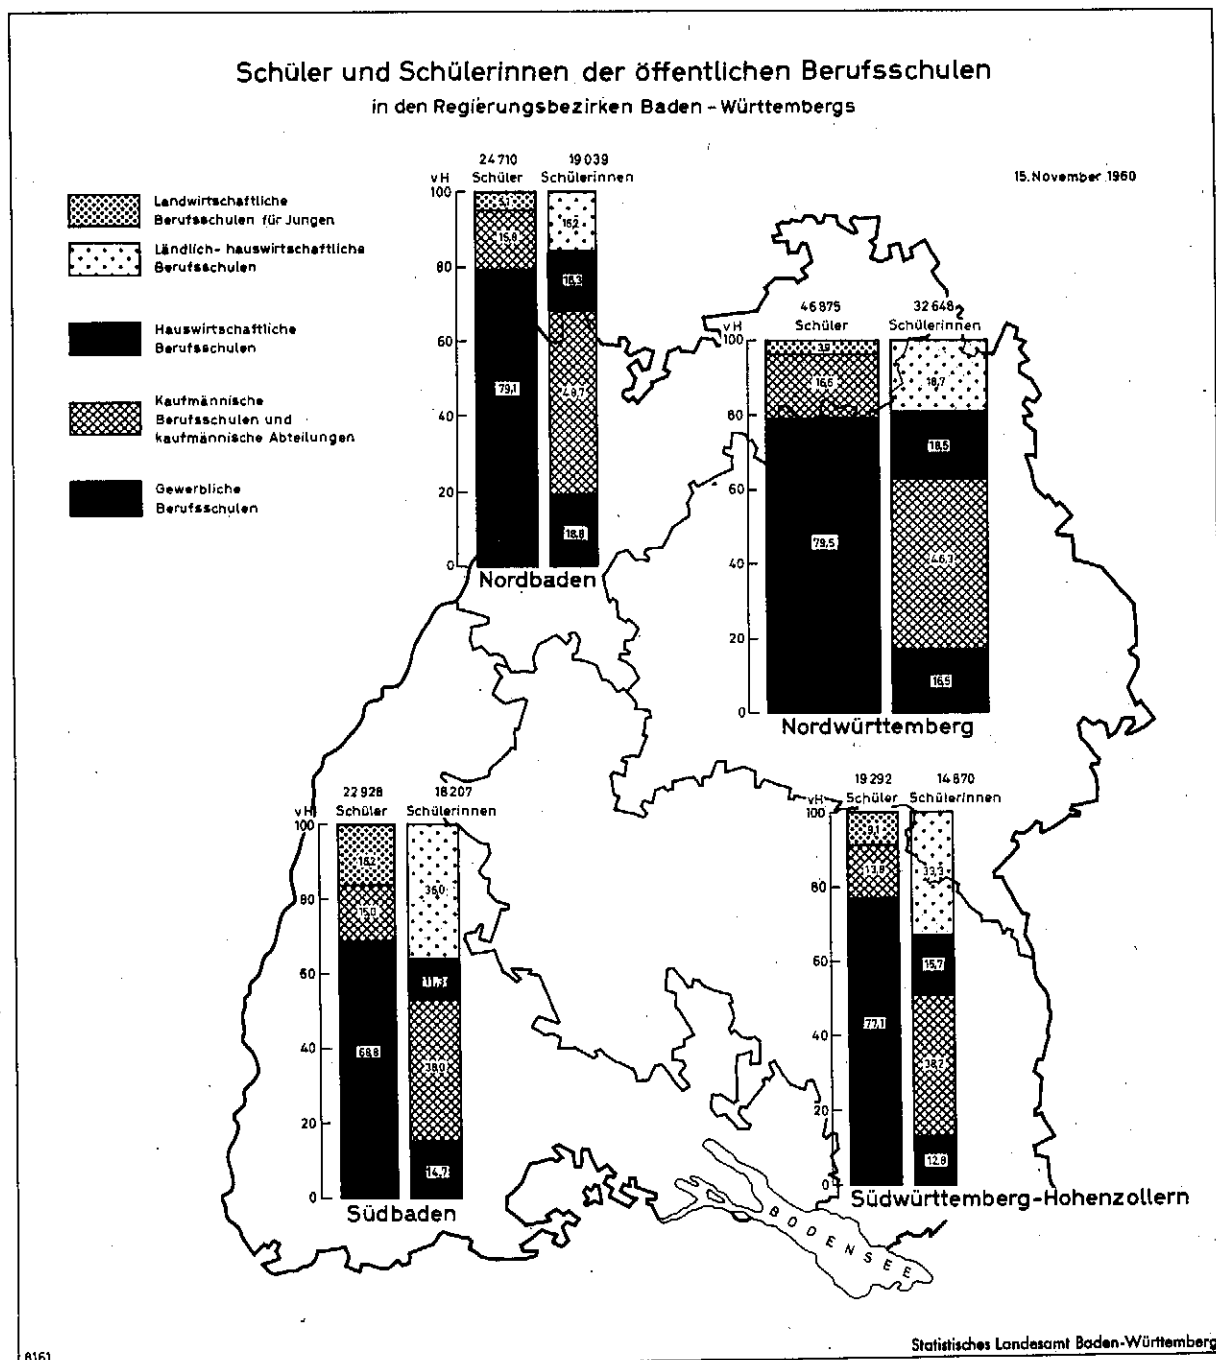 Schüler und Schülerinnen der öffentlichen Berufsschulen
in den Regierungsbezirken Baden-Württembergs
15. November 1960
Landwirtschaftliche
Berufsschulen für Jungen
Ländlich-hauswirtschaftliche
Berufsschulen
Hauswirtschaftliche
Berufsschulen
Kaufmännische
Berufsschulen und
kaufmännische Abteilungen
Gewerbliche
Berufsschulen
24 710 19 039
vH Schüler Schülerinnen
100
80
60
40
20
0
5,1
15,8
79,1
16,2
16,3
48,7
18,8
Nordbaden
46 875 32 648
vH Schüler Schülerinnen
100
80
60
40
20
0
3,9
16,6
79,5
18,7
18,5
46,3
16,5
Nordwürttemberg
22 928 18 207
vH Schüler Schülerinnen
100
80
60
40
20
0
16,2
15,0
68,8
36,0
38,0
14,7
Südbaden
19 292 14 870
vH Schüler Schülerinnen
100
80
60
40
20
0
9,1
13,8
77,1
33,3
15,7
38,2
12,8
Südwürttemberg-Hohenzollern
BODENSEE
8161
Statistisches Landesamt Baden-Württemberg